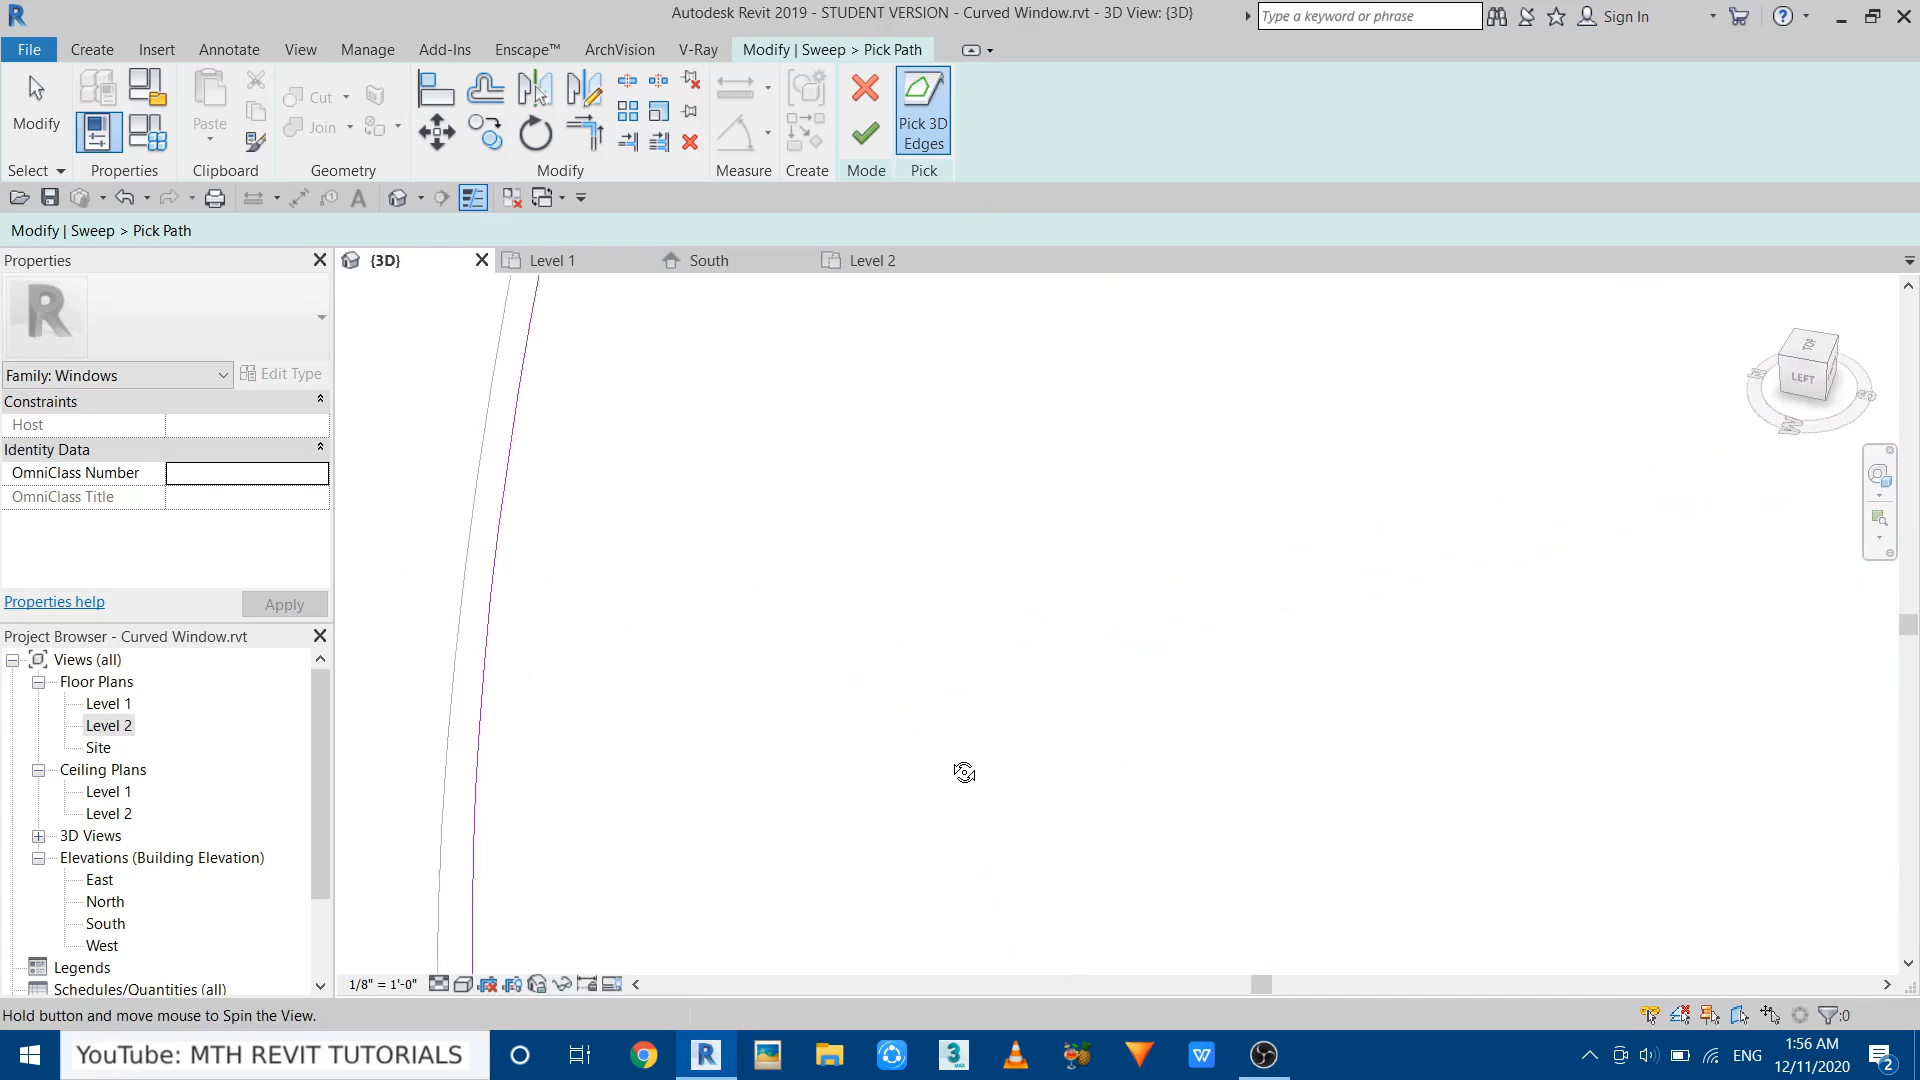 Autodesk Revit 2019 - STUDENT VERSION - Curved Window.rvt - 3D View: {3D}
Type a keyword or phrase
Sign In
File Create Insert Annotate View Manage Add-Ins Enscape™ ArchVision V-Ray Modify | Sweep > Pick Path
Modify
Paste
Cut
Join
Pick 3D
Edges
Select Properties Clipboard Geometry Modify Measure Create Mode Pick
Modify | Sweep > Pick Path
Properties
{3D} Level 1 South Level 2
R
Family: Windows
Edit Type
Constraints
Host
Identity Data
OmniClass Number
OmniClass Title
Properties help
Apply
TOP
LEFT
W
Project Browser - Curved Window.rvt
Views (all)
Floor Plans
Level 1
Level 2
Site
Ceiling Plans
Level 1
Level 2
3D Views
Elevations (Building Elevation)
East
North
South
West
Legends
Schedules/Quantities (all)
1/8" = 1'-0"
Hold button and move mouse to Spin the View.
:0
YouTube: MTH REVIT TUTORIALS
ENG
1:56 AM
12/11/2020
2